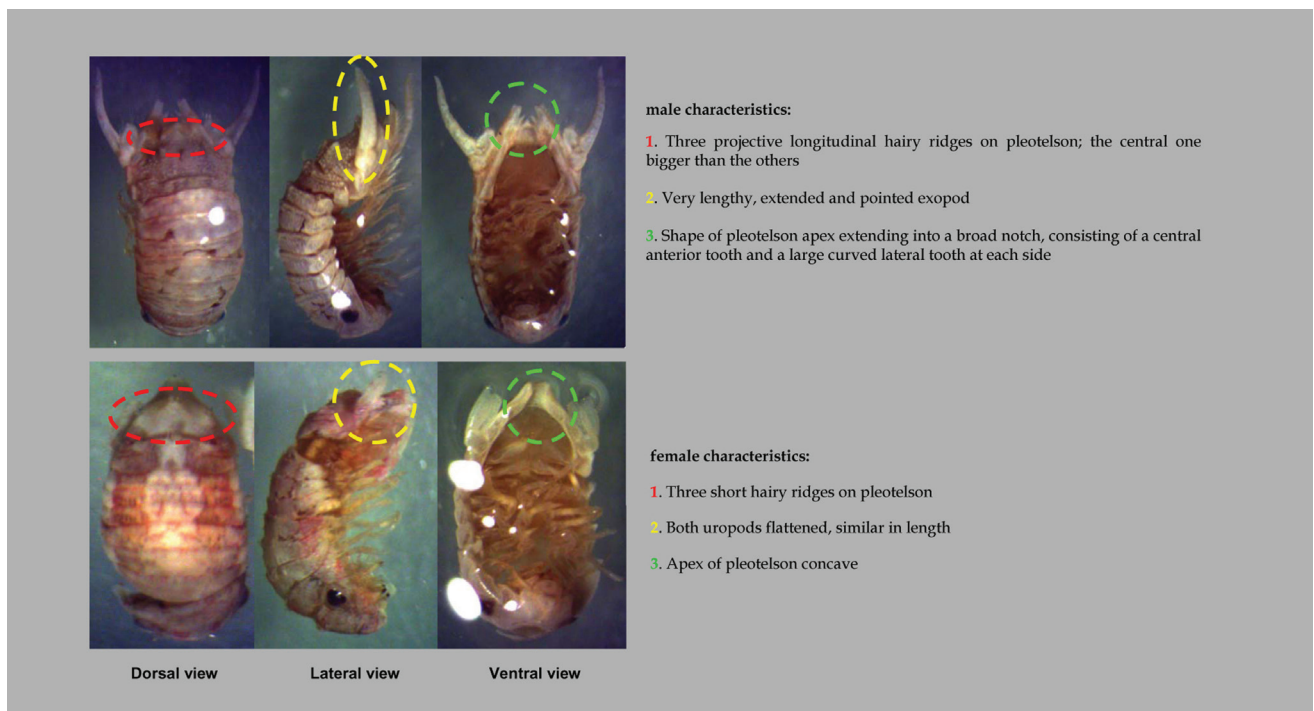 male characteristics:
1. Three projective longitudinal hairy ridges on pleotelson; the central one
bigger than the others
2. Very lengthy, extended and pointed exopod
3. Shape of pleotelson apex extending into a broad notch, consisting of a central
anterior tooth and a large curved lateral tooth at each side
female characteristics:
1. Three short hairy ridges on pleotelson
2. Both uropods flattened, similar in length
3. Apex of pleotelson concave
Dorsal view
Lateral view
Ventral view